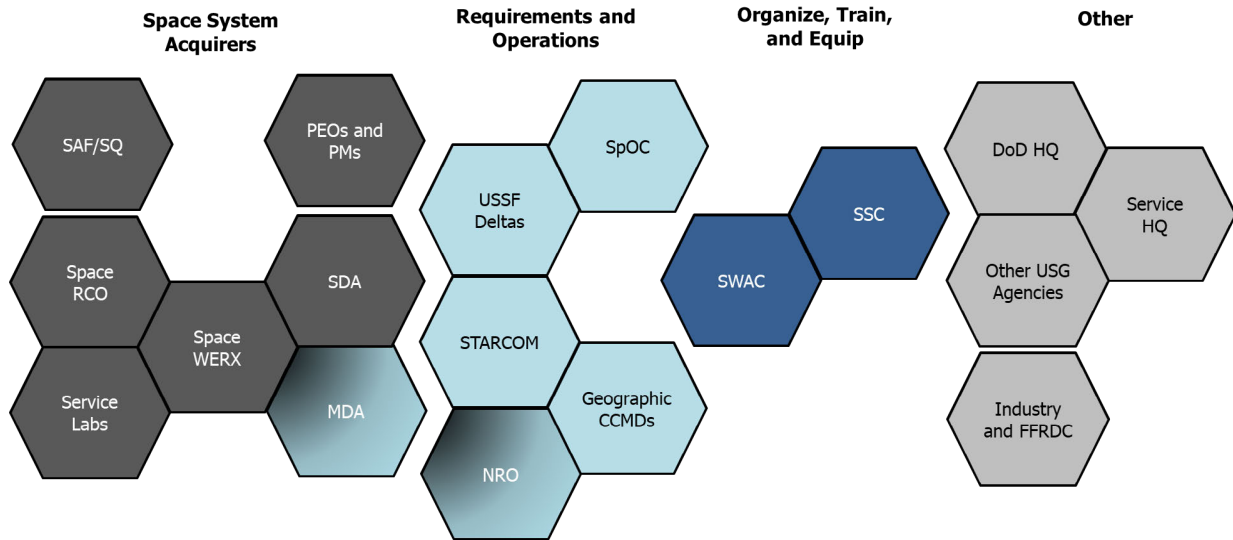 Space System
Acquirers
Requirements and
Operations
Organize, Train,
and Equip
Other
SAF/SQ
PEOs and
PMs
Space
RCO
SDA
Space
WERX
Service
Labs
MDA
SpOC
USSF
Deltas
STARCOM
Geographic
CCMDs
NRO
SSC
SWAC
DoD HQ
Service
HQ
Other USG
Agencies
Industry
and FFRDC